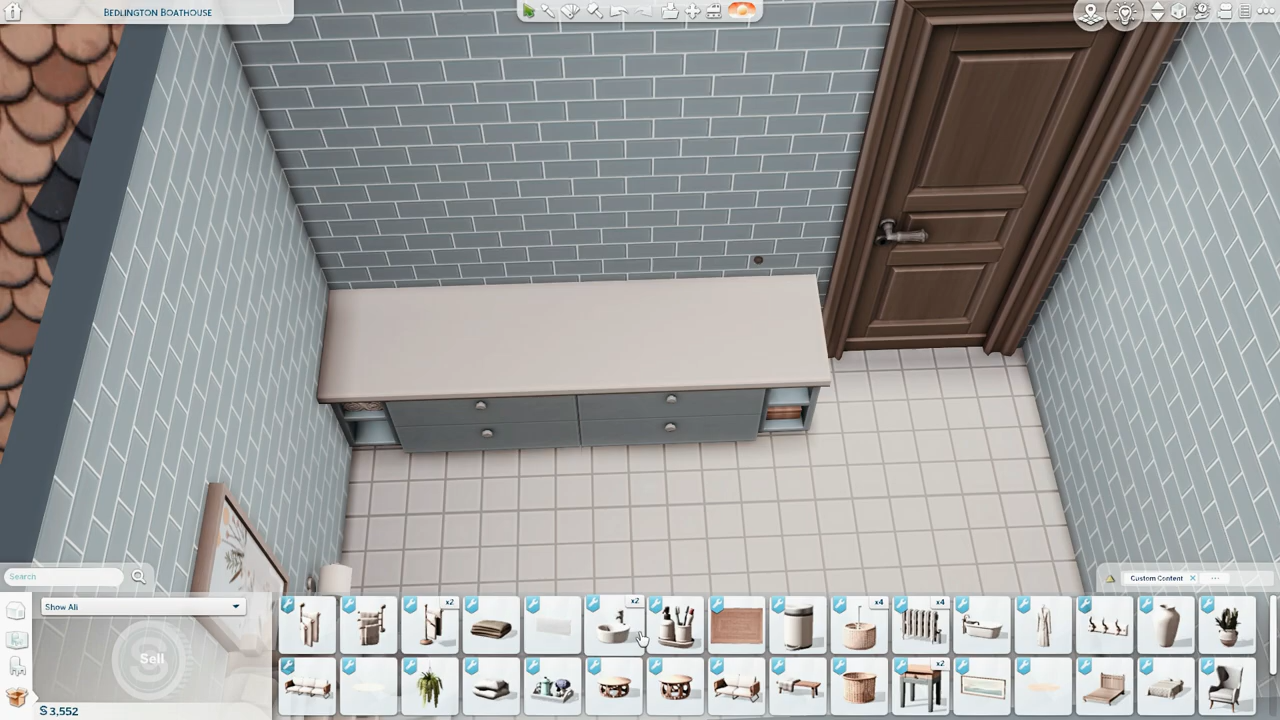 BEDLINGTON BOATHOUSE
Search
Custom Content
Show All
x2
x2
x4
x4
Sell
x2
S 3,552